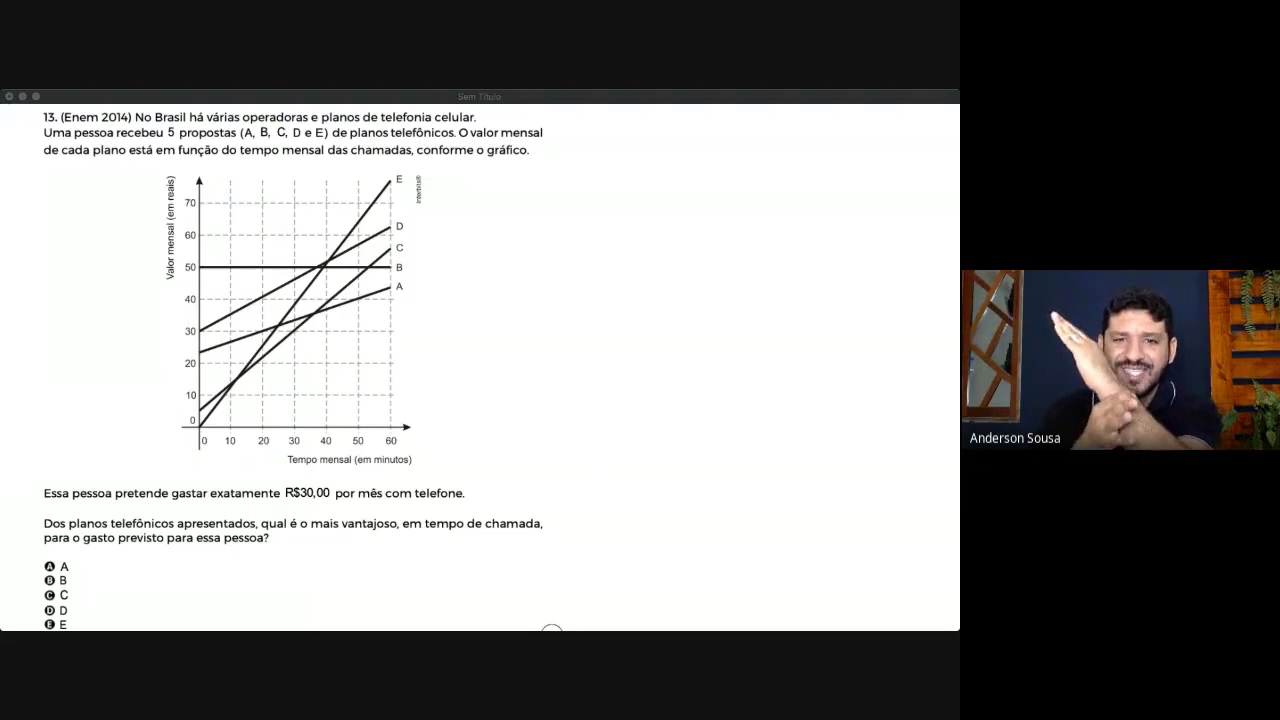 Sem Título
13. (Enem 2014) No Brasil há várias operadoras e planos de telefonia celular.
Uma pessoa recebeu 5 propostas (A, B, C, D e E) de planos telefônicos. O valor mensal
de cada plano está em função do tempo mensal das chamadas, conforme o gráfico.
Valor mensal (em reais)
Interbits®
E
70
D
60
C
50
B
A
40
30
20
10
0
0 10 20 30 40 50 60
Tempo mensal (em minutos)
Anderson Sousa
Essa pessoa pretende gastar exatamente R$30,00 por mês com telefone.
Dos planos telefônicos apresentados, qual é o mais vantajoso, em tempo de chamada,
para o gasto previsto para essa pessoa?
A A
B B
C C
D D
E E